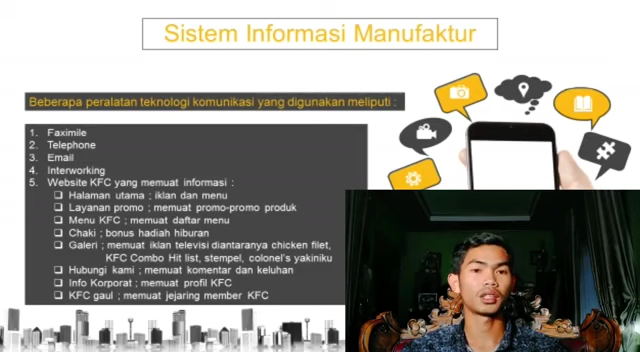 Sistem Informasi Manufaktur
Beberapa peralatan teknologi komunikasi yang digunakan meliputi :
1. Faximile
2. Telephone
3. Email
4. Interworking
5. Website KFC yang memuat informasi :
❑ Halaman utama ; iklan dan menu
❑ Layanan promo ; memuat promo-promo produk
❑ Menu KFC ; memuat daftar menu
❑ Chaki ; bonus hadiah hiburan
❑ Galeri ; memuat iklan televisi diantaranya chicken filet,
KFC Combo Hit list, stempel, colonel's yakiniku
❑ Hubungi kami ; memuat komentar dan keluhan
❑ Info Korporat ; memuat profil KFC
❑ KFC gaul ; memuat jejaring member KFC